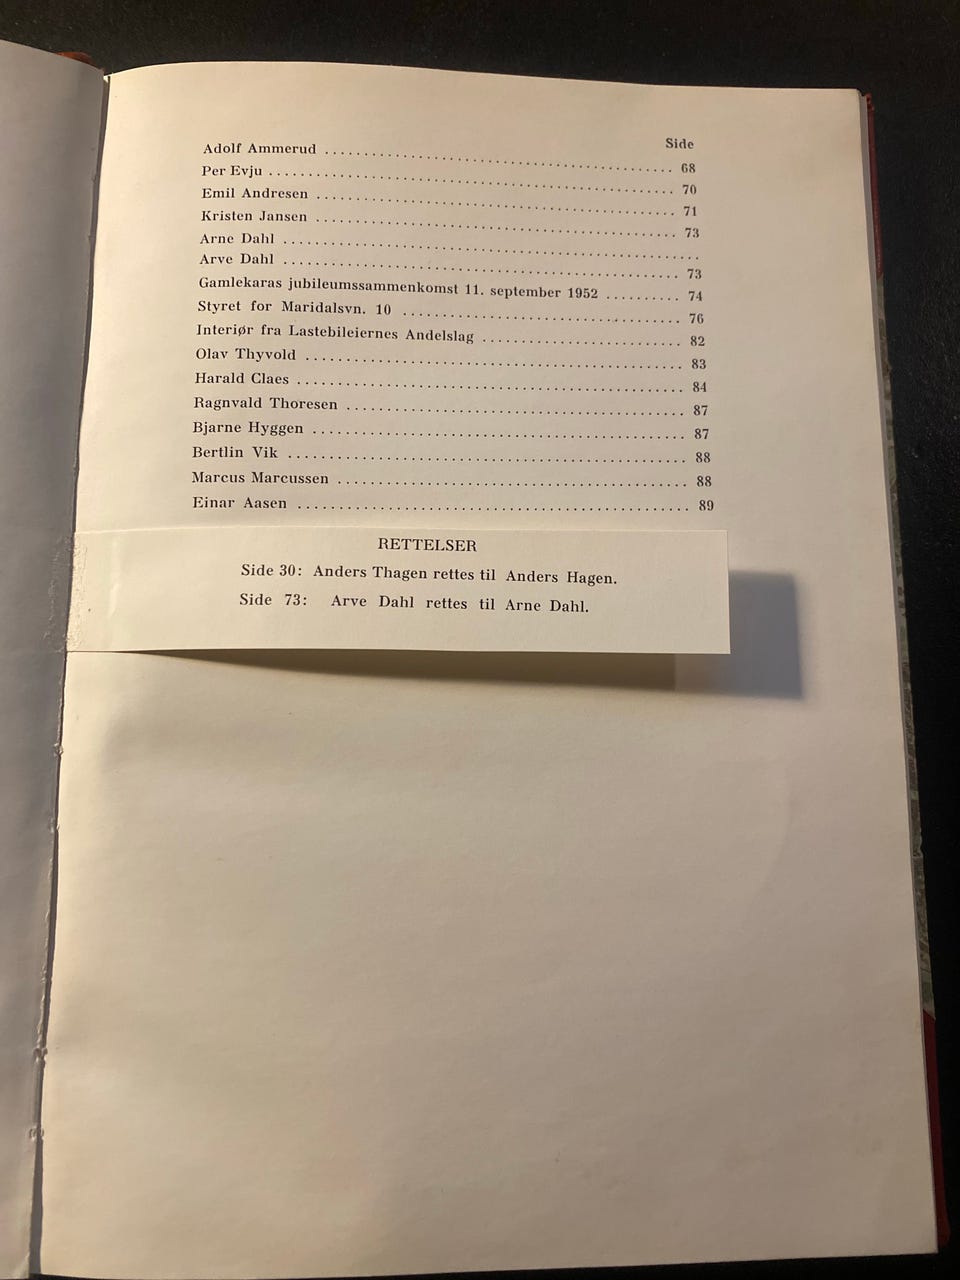 Side
Adolf Ammerud ........................................ 68
Per Evju ........................................ 70
Emil Andresen ........................................ 71
Kristen Jansen ........................................ 73
Arne Dahl ........................................
Arve Dahl ........................................ 73
Gamlekaras jubileumssammenkomst 11. september 1952 .......... 74
Styret for Maridalsvn. 10 ........................................ 76
Interiør fra Lastebileiernes Andelslag ........................ 82
Olav Thyvold ........................................ 83
Harald Claes ........................................ 84
Ragnvald Thoresen ........................................ 87
Bjarne Hyggen ........................................ 87
Bertlin Vik ........................................ 88
Marcus Marcussen ........................................ 88
Einar Aasen ........................................ 89
RETTELSER
Side 30: Anders Thagen rettes til Anders Hagen.
Side 73: Arve Dahl rettes til Arne Dahl.